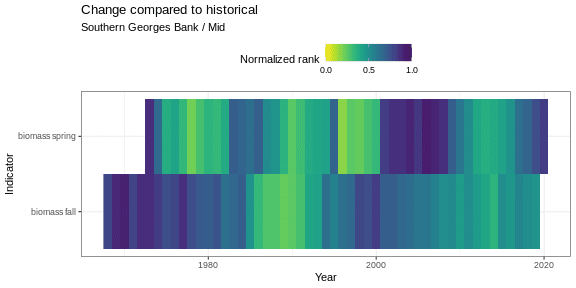 Change compared to historical
Southern Georges Bank / Mid
Normalized rank
0.0 0.5 1.0
Indicator
biomass spring
biomass fall
1980 2000 2020
Year